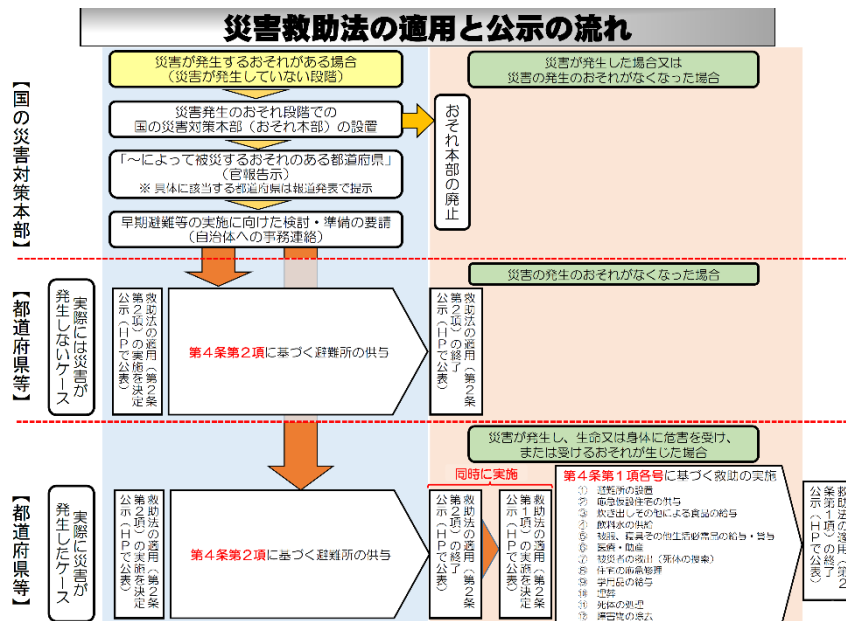 災害救助法の適用と公示の流れ
【国の災害対策本部】
災害が発生するおそれがある場合
(災害が発生していない段階)
災害が発生した場合又は
災害の発生のおそれがなくなった場合
災害発生のおそれ段階での
国の災害対策本部(おそれ本部)の設置
おそれ本部の廃止
「~によって被災するおそれのある都道府県」
(官報告示)
※ 具体に該当する都道府県は報道発表で提示
早期避難等の実施に向けた検討・準備の要請
(自治体への事務連絡)
【都道府県等】
実際には災害が
発生しないケース
災害の発生のおそれがなくなった場合
救助法の適用(第2条
第2項)の実施を決定
公示(HPで公表)
第4条第2項に基づく避難所の供与
救助法の適用(第2条
第2項)の終了
公示(HPで公表)
【都道府県等】
実際に災害が
発生したケース
災害が発生し、生命又は身体に危害を受け、
または受けるおそれが生じた場合
救助法の適用(第2条
第2項)の実施を決定
公示(HPで公表)
第4条第2項に基づく避難所の供与
同時に実施
救助法の適用(第2条
第2項)の終了
公示(HPで公表)
救助法の適用(第2条
第1項)の実施を決定
公示(HPで公表)
第4条第1項各号に基づく救助の実施
① 避難所の設置
② 応急仮設住宅の供与
③ 炊き出しその他による食品の給与
④ 飲料水の供給
⑤ 被服、寝具その他生活必需品の給与・貸与
⑥ 医療・助産
⑦ 被災者の救出(死体の捜索)
⑧ 住宅の応急修理
⑨ 学用品の給与
⑩ 埋葬
⑪ 死体の処理
⑫ 障害物の除去
救助法の適用(第2
条第1項)の終了
公示(HPで公表)